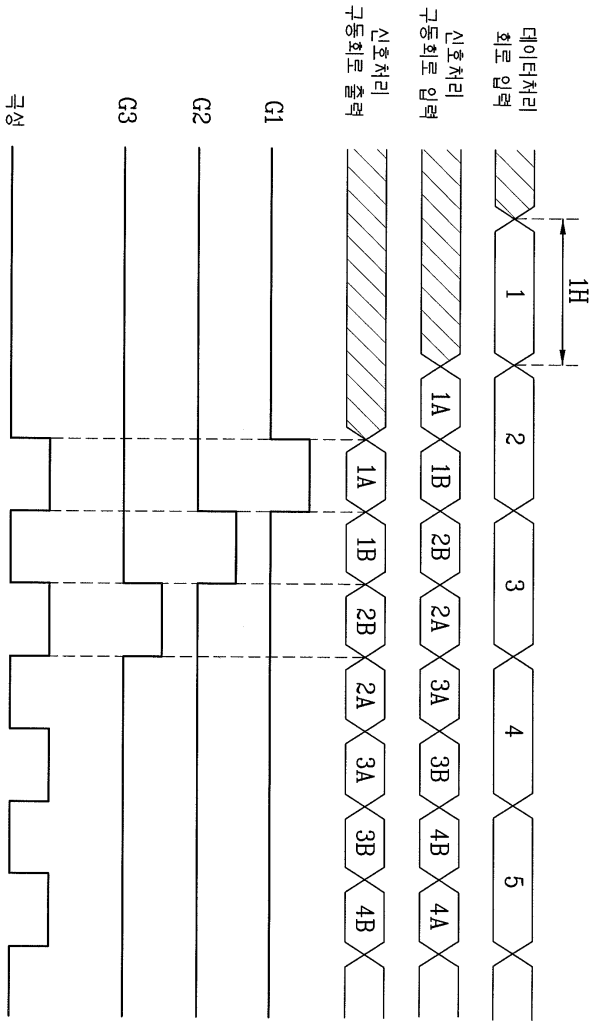 1H
데이터처리
회로 입력
1 2 3 4 5
신호처리
구동회로 입력
1A 1B 2B 2A 3A 3B 4B 4A
신호처리
구동회로 출력
1A 1B 2B 2A 3A 3B 4B
G1
G2
G3
극성